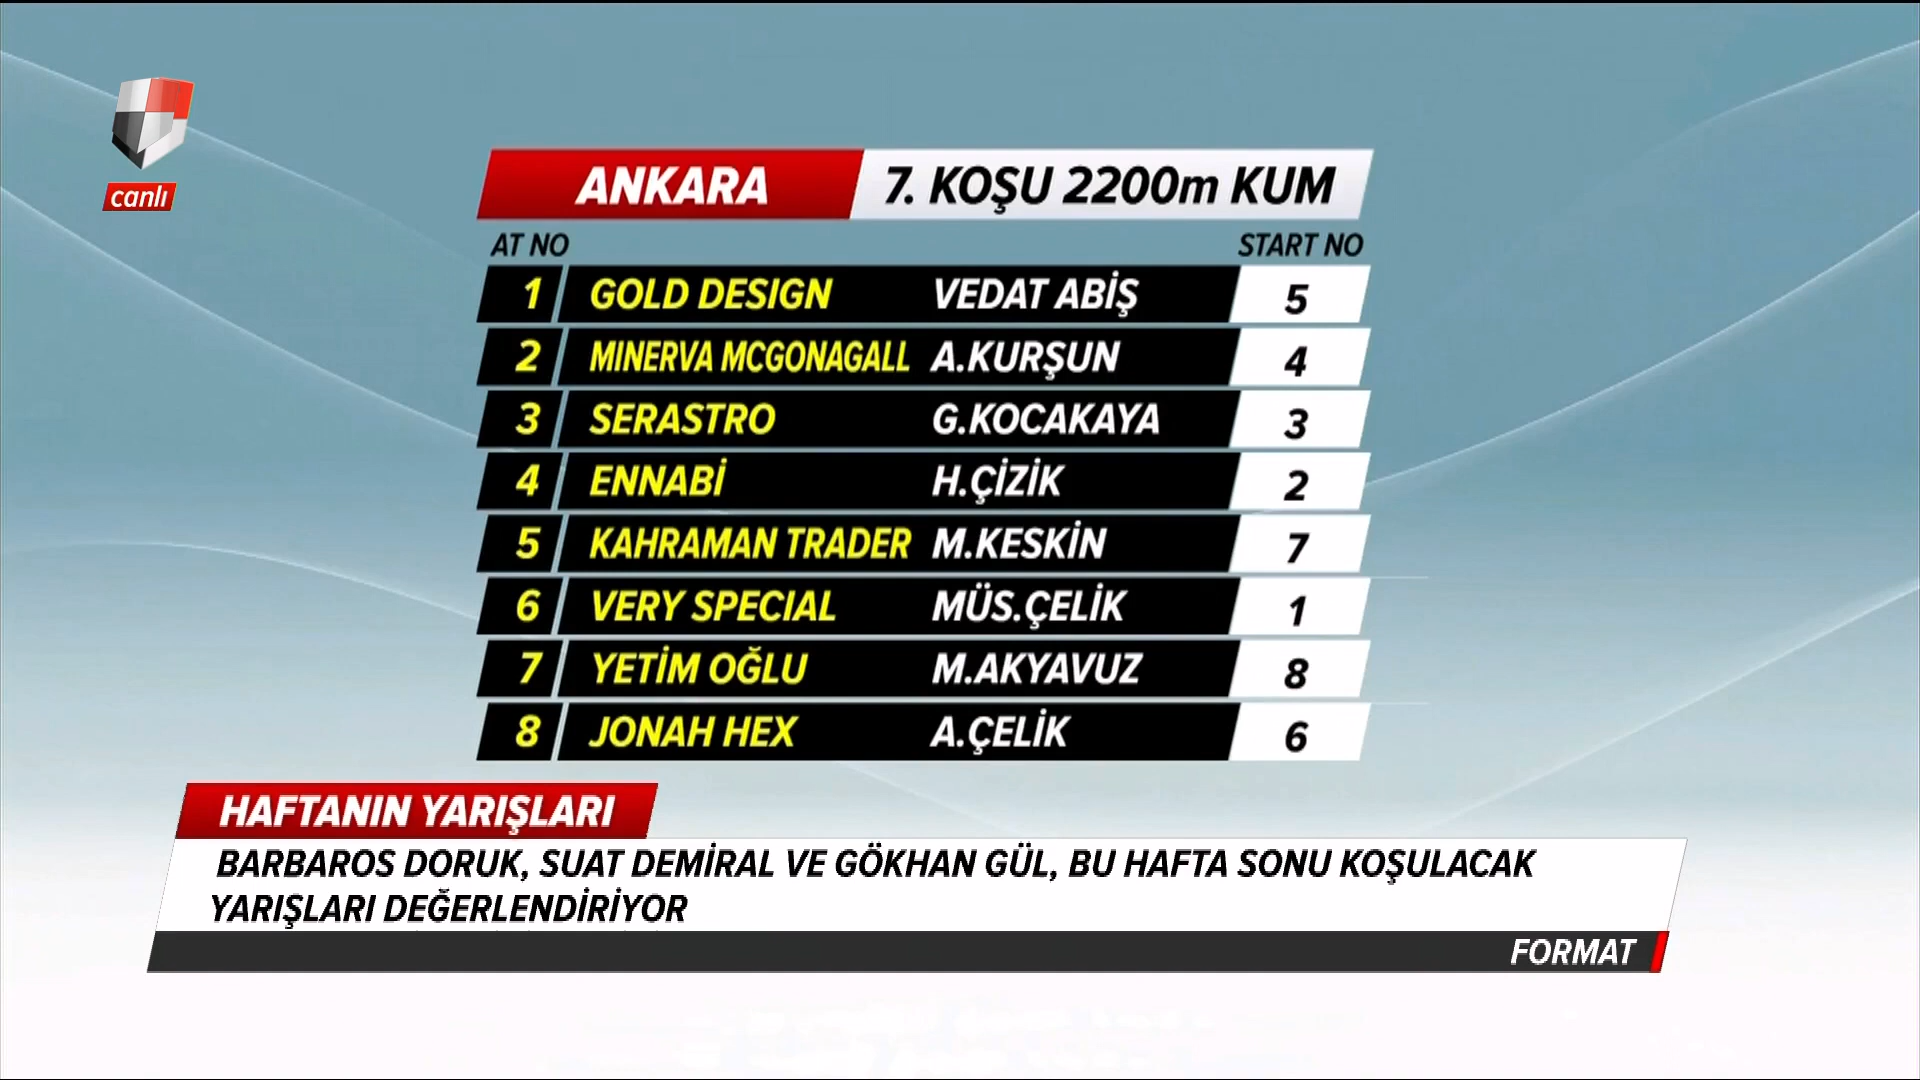 canlı
ANKARA 7. KOŞU 2200m KUM
AT NO START NO
1 GOLD DESIGN VEDAT ABİŞ 5
2 MINERVA MCGONAGALL A.KURŞUN 4
3 SERASTRO G.KOCAKAYA 3
4 ENNABİ H.ÇİZİK 2
5 KAHRAMAN TRADER M.KESKİN 7
6 VERY SPECIAL MÜS.ÇELİK 1
7 YETİM OĞLU M.AKYAVUZ 8
8 JONAH HEX A.ÇELİK 6
HAFTANIN YARIŞLARI
BARBAROS DORUK, SUAT DEMİRAL VE GÖKHAN GÜL, BU HAFTA SONU KOŞULACAK
YARIŞLARI DEĞERLENDİRİYOR
FORMAT